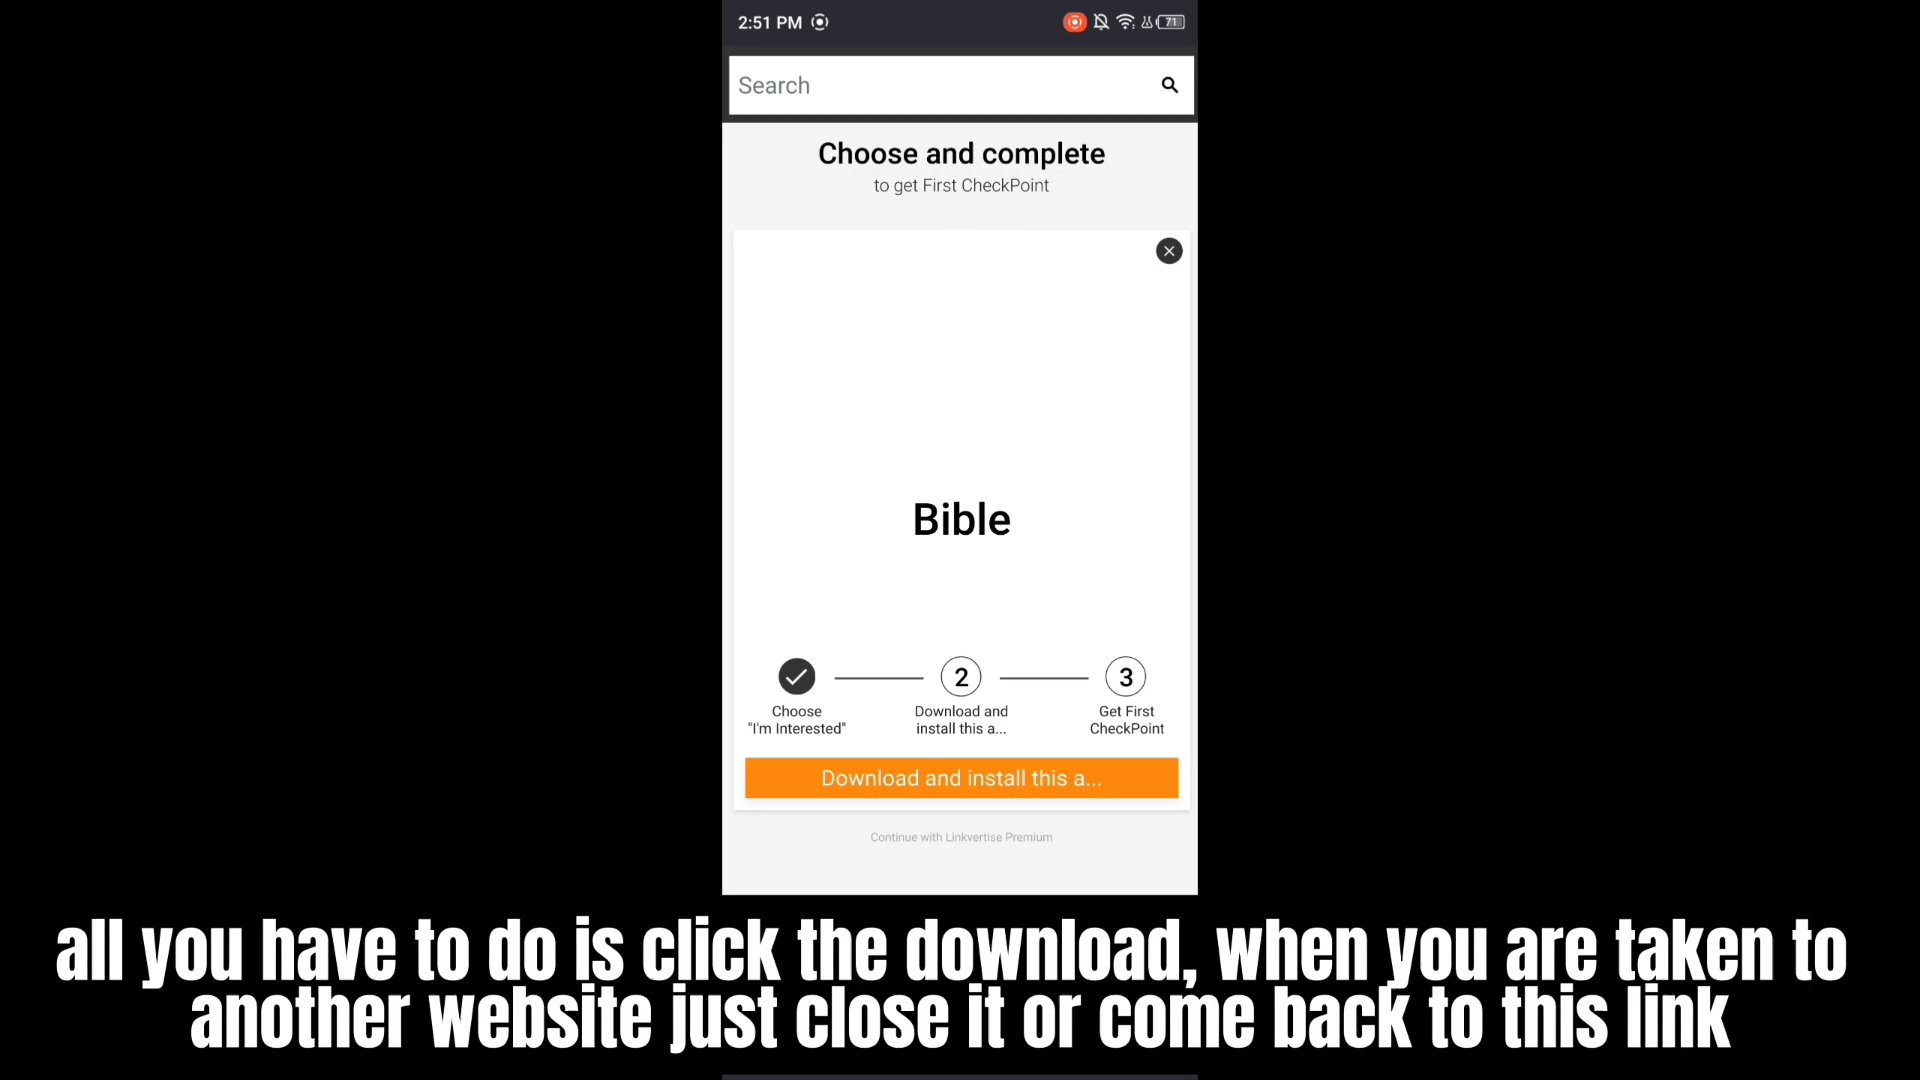 2:51 PM
71
Search
Choose and complete
to get First CheckPoint
Bible
2
3
Choose
"I'm Interested"
Download and
install this a...
Get First
CheckPoint
Download and install this a...
Continue with Linkvertise Premium
all you have to do is click the download, when you are taken to
another website just close it or come back to this link